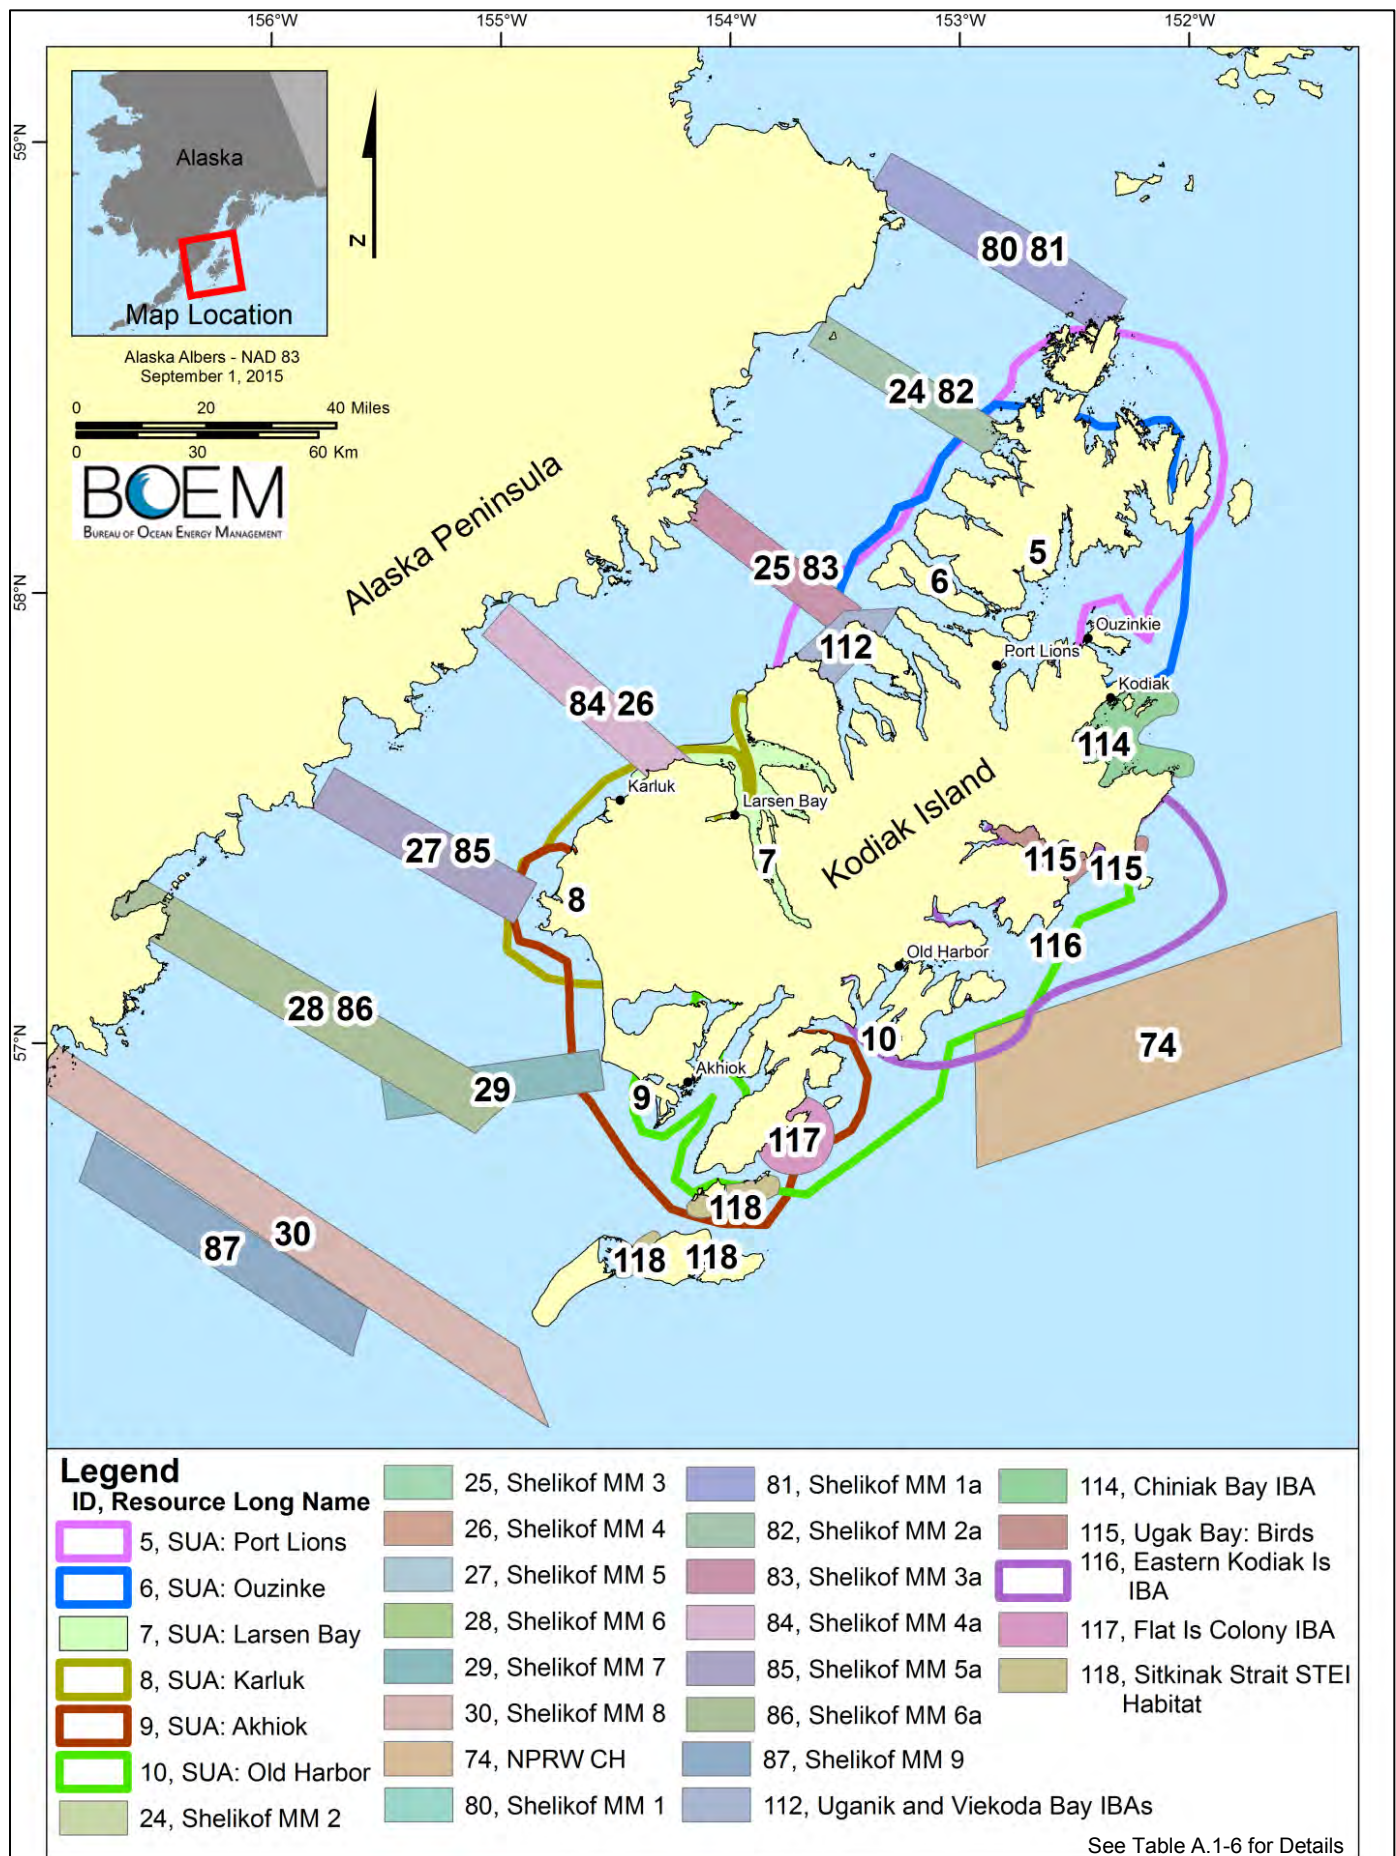 156°W 155°W 154°W 153°W 152°W
59°N
58°N
57°N
Alaska
Map Location
Alaska Albers - NAD 83
September 1, 2015
0 20 40 Miles
0 30 60 Km
BOEM
BUREAU OF OCEAN ENERGY MANAGEMENT
N
80 81
24 82
Alaska Peninsula
25 83
5
6
112
Ouzinkie
Port Lions
Kodiak
84 26
114
Karluk
Larsen Bay
Kodiak Island
27 85
7
115
115
8
116
Old Harbor
28 86
10
74
Akhiok
29
9
117
118
30
87
118
118
Legend
ID, Resource Long Name
5, SUA: Port Lions
6, SUA: Ouzinke
7, SUA: Larsen Bay
8, SUA: Karluk
9, SUA: Akhiok
10, SUA: Old Harbor
24, Shelikof MM 2
25, Shelikof MM 3
26, Shelikof MM 4
27, Shelikof MM 5
28, Shelikof MM 6
29, Shelikof MM 7
30, Shelikof MM 8
74, NPRW CH
80, Shelikof MM 1
81, Shelikof MM 1a
82, Shelikof MM 2a
83, Shelikof MM 3a
84, Shelikof MM 4a
85, Shelikof MM 5a
86, Shelikof MM 6a
87, Shelikof MM 9
112, Uganik and Viekoda Bay IBAs
114, Chiniak Bay IBA
115, Ugak Bay: Birds
116, Eastern Kodiak Is
IBA
117, Flat Is Colony IBA
118, Sitkinak Strait STEI
Habitat
See Table A.1-6 for Details